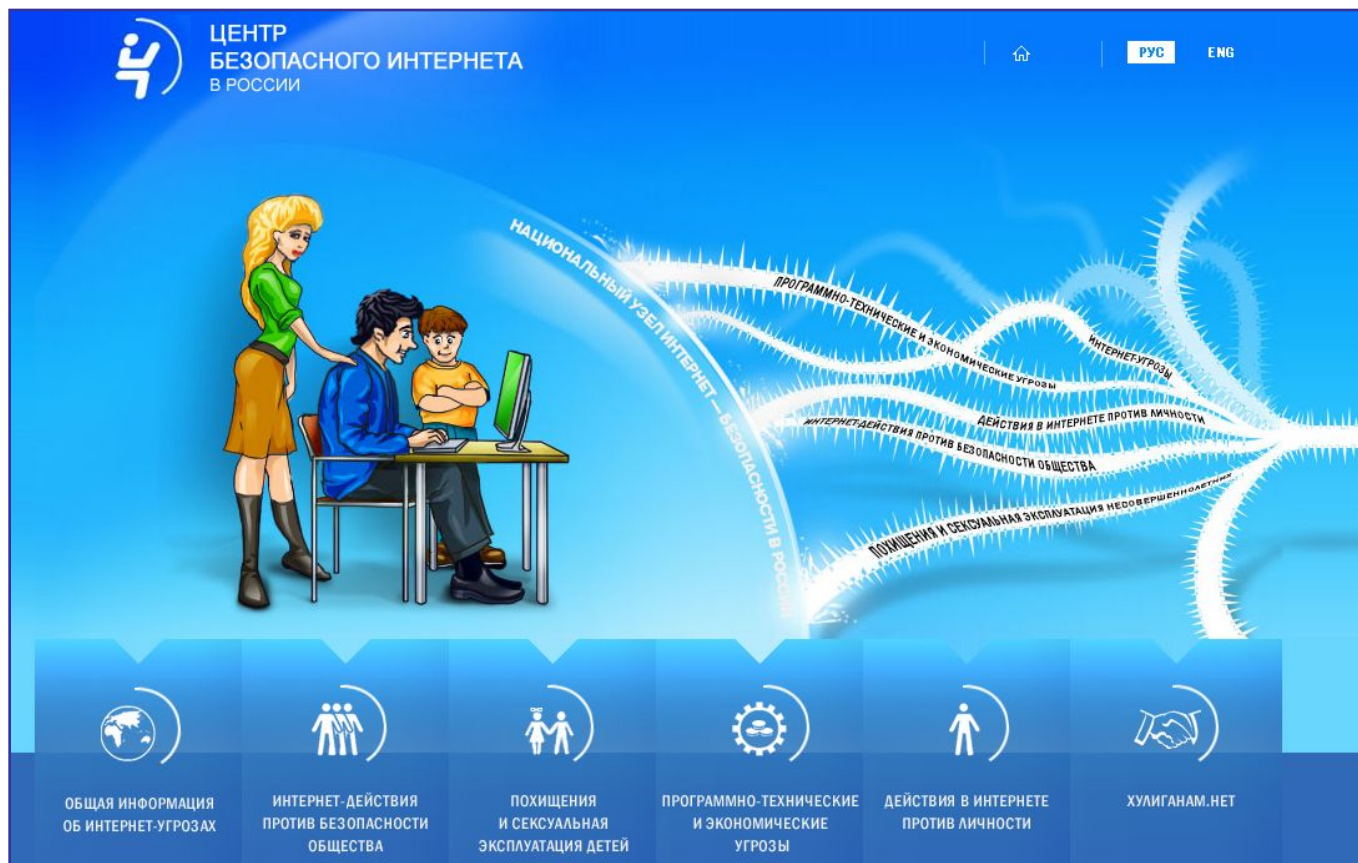 ЦЕНТР
БЕЗОПАСНОГО ИНТЕРНЕТА
В РОССИИ
РУС ENG
НАЦИОНАЛЬНЫЙ УЗЕЛ ИНТЕРНЕТ — БЕЗОПАСНОСТИ В РОССИИ
ПРОГРАММНО-ТЕХНИЧЕСКИЕ И ЭКОНОМИЧЕСКИЕ УГРОЗЫ
ИНТЕРНЕТ-УГРОЗЫ
ДЕЙСТВИЯ В ИНТЕРНЕТЕ ПРОТИВ ЛИЧНОСТИ
ИНТЕРНЕТ-ДЕЙСТВИЯ ПРОТИВ БЕЗОПАСНОСТИ ОБЩЕСТВА
ПОХИЩЕНИЯ И СЕКСУАЛЬНАЯ ЭКСПЛУАТАЦИЯ НЕСОВЕРШЕННОЛЕТНИХ
ОБЩАЯ ИНФОРМАЦИЯ
ОБ ИНТЕРНЕТ-УГРОЗАХ
ИНТЕРНЕТ-ДЕЙСТВИЯ
ПРОТИВ БЕЗОПАСНОСТИ
ОБЩЕСТВА
ПОХИЩЕНИЯ
И СЕКСУАЛЬНАЯ
ЭКСПЛУАТАЦИЯ ДЕТЕЙ
ПРОГРАММНО-ТЕХНИЧЕСКИЕ
И ЭКОНОМИЧЕСКИЕ
УГРОЗЫ
ДЕЙСТВИЯ В ИНТЕРНЕТЕ
ПРОТИВ ЛИЧНОСТИ
ХУЛИГАНАМ.НЕТ